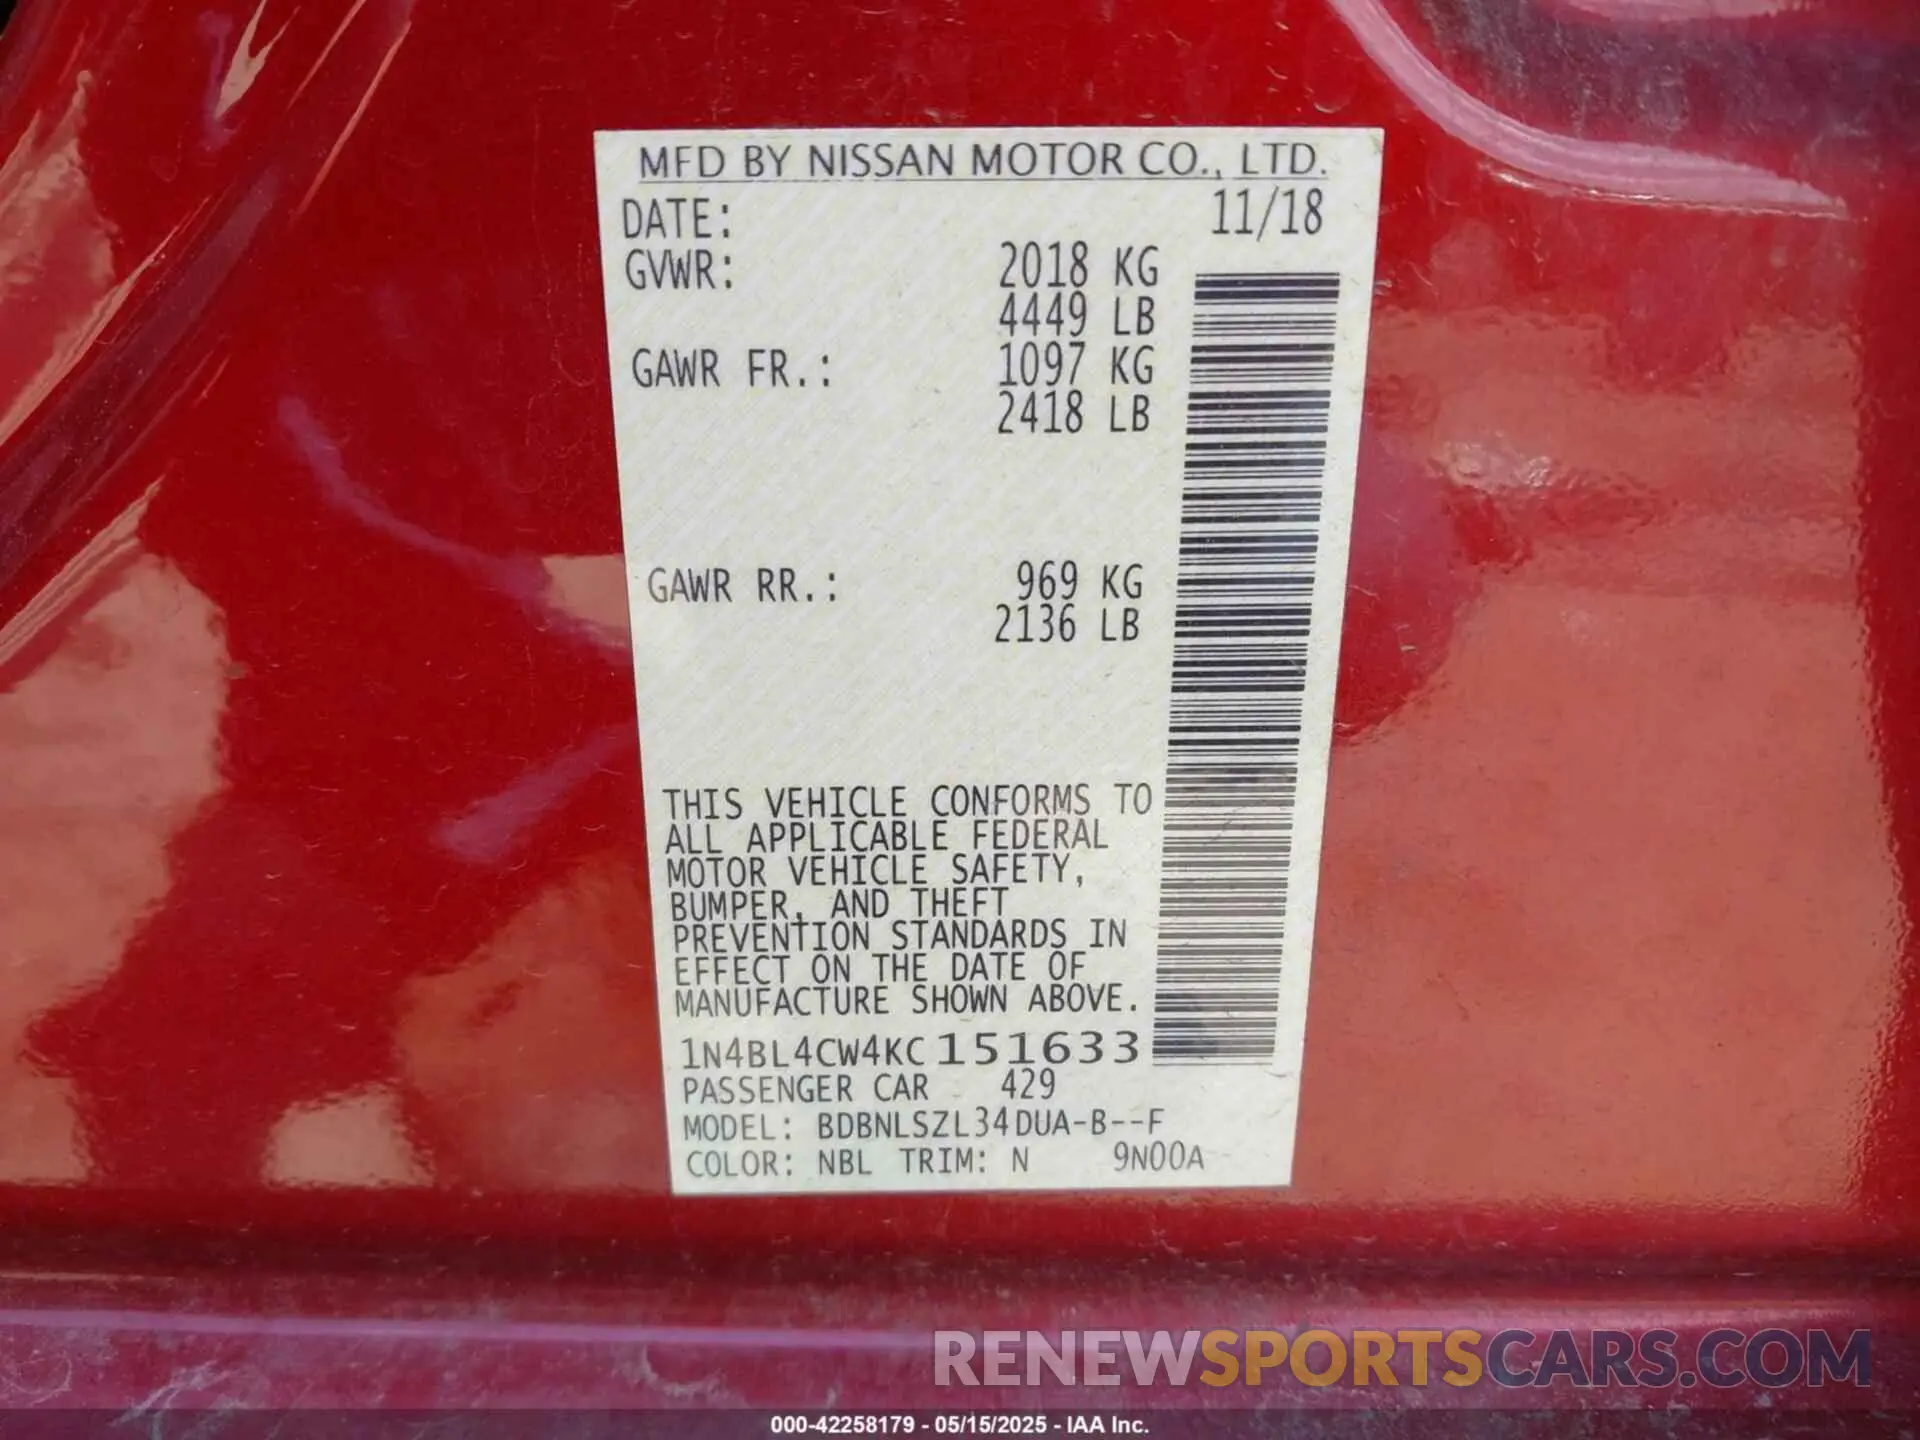 MFD BY NISSAN MOTOR CO., LTD.
DATE: 11/18
GVWR: 2018 KG
4449 LB
GAWR FR.: 1097 KG
2418 LB
GAWR RR.: 969 KG
2136 LB
THIS VEHICLE CONFORMS TO
ALL APPLICABLE FEDERAL
MOTOR VEHICLE SAFETY,
BUMPER, AND THEFT
PREVENTION STANDARDS IN
EFFECT ON THE DATE OF
MANUFACTURE SHOWN ABOVE.
1N4BL4CW4KC151633
PASSENGER CAR 429
MODEL: BDBNLSZL34DUA-B--F
COLOR: NBL TRIM: N 9N00A
RENEWSPORTSCARS.COM
000-42258179 - 05/15/2025 - IAA Inc.